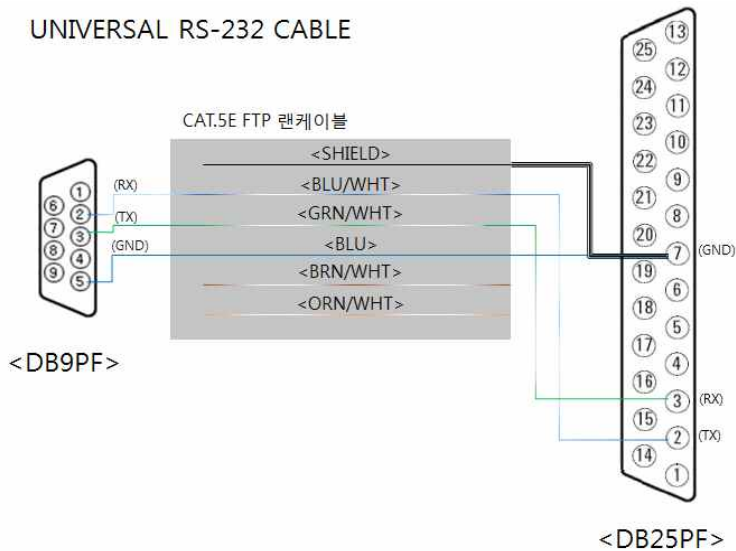 UNIVERSAL RS-232 CABLE
CAT.5E FTP 랜케이블
<SHIELD>
<BLU/WHT>
<GRN/WHT>
<BLU>
<BRN/WHT>
<ORN/WHT>
(RX)
(TX)
(GND)
1
6
2
7
3
8
4
9
5
<DB9PF>
13
25
12
24
11
23
10
22
9
21
8
20
7 (GND)
19
6
18
5
17
4
16
3 (RX)
15
2 (TX)
14
1
<DB25PF>